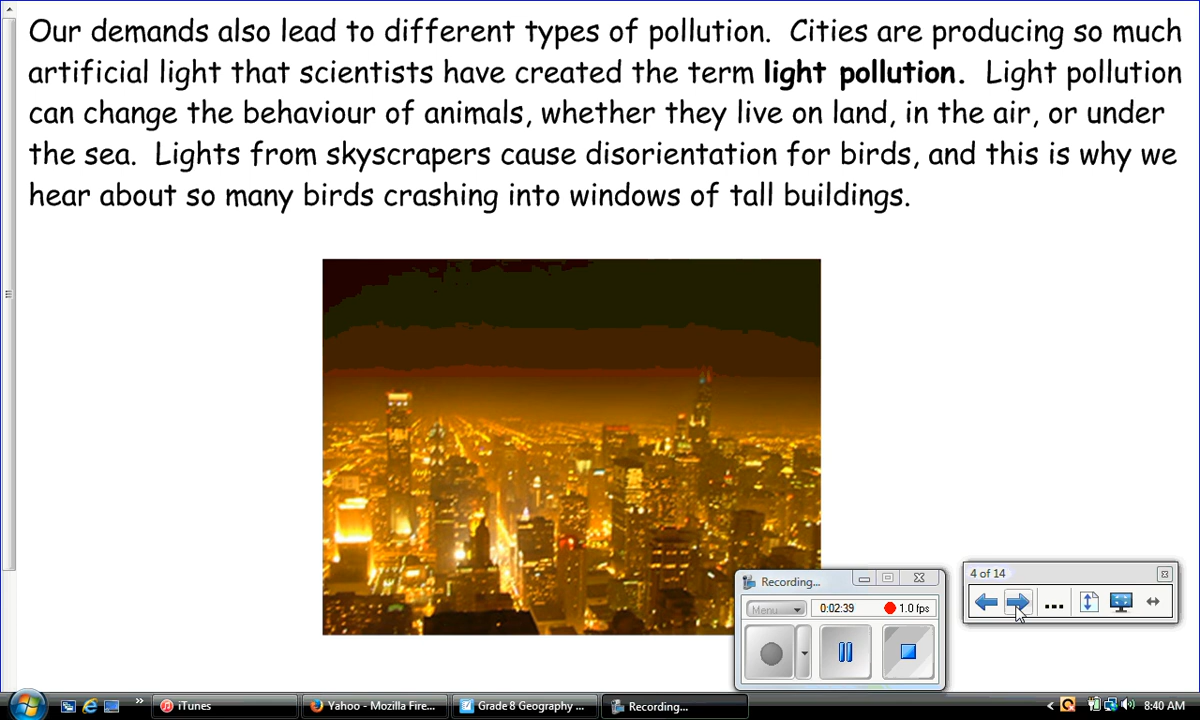 Our demands also lead to different types of pollution. Cities are producing so much
artificial light that scientists have created the term light pollution. Light pollution
can change the behaviour of animals, whether they live on land, in the air, or under
the sea. Lights from skyscrapers cause disorientation for birds, and this is why we
hear about so many birds crashing into windows of tall buildings.
Recording...
Menu
0:02:39
1.0 fps
4 of 14
iTunes
Yahoo - Mozilla Fire...
Grade 8 Geography ...
Recording...
8:40 AM